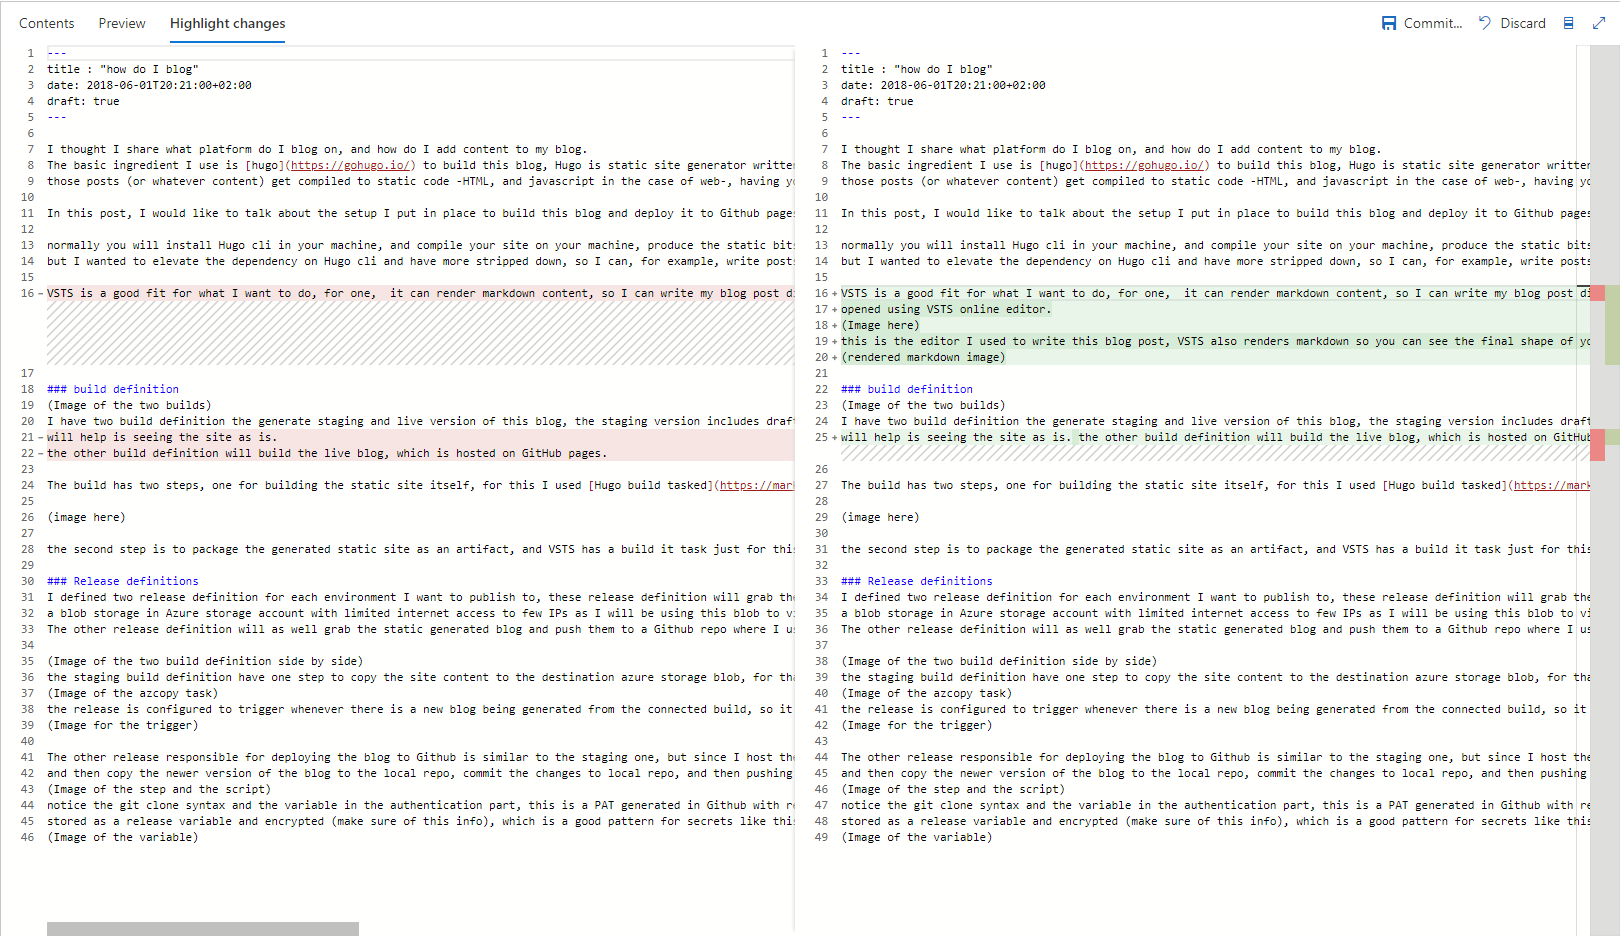 Contents Preview Highlight changes Commit... Discard
1 ---
2 title : "how do I blog"
3 date: 2018-06-01T20:21:00+02:00
4 draft: true
5 ---
6
7 I thought I share what platform do I blog on, and how do I add content to my blog.
8 The basic ingredient I use is [hugo](https://gohugo.io/) to build this blog, Hugo is static site generator writter
9 those posts (or whatever content) get compiled to static code -HTML, and javascript in the case of web-, having
10
11 In this post, I would like to talk about the setup I put in place to build this blog and deploy it to Github page
12
13 normally you will install Hugo cli in your machine, and compile your site on your machine, produce the static bit
14 but I wanted to elevate the dependency on Hugo cli and have more stripped down, so I can, for example, write post
15
16 - VSTS is a good fit for what I want to do, for one,  it can render markdown content, so I can write my blog post d
17
18 ### build definition
19 (Image of the two builds)
20 I have two build definition the generate staging and live version of this blog, the staging version includes draf
21 - will help is seeing the site as is.
22 - the other build definition will build the live blog, which is hosted on GitHub pages.
23
24 The build has two steps, one for building the static site itself, for this I used [Hugo build tasked](https://mar
25
26 (image here)
27
28 the second step is to package the generated static site as an artifact, and VSTS has a build it task just for thi
29
30 ### Release definitions
31 I defined two release definition for each environment I want to publish to, these release definition will grab the
32 a blob storage in Azure storage account with limited internet access to few IPs as I will be using this blob to v
33 The other release definition will as well grab the static generated blog and push them to a Github repo where I u
34
35 (Image of the two build definition side by side)
36 the staging build definition have one step to copy the site content to the destination azure storage blob, for tha
37 (Image of the azcopy task)
38 the release is configured to trigger whenever there is a new blog being generated from the connected build, so it
39 (Image for the trigger)
40
41 The other release responsible for deploying the blog to Github is similar to the staging one, but since I host the
42 and then copy the newer version of the blog to the local repo, commit the changes to local repo, and then pushing
43 (Image of the step and the script)
44 notice the git clone syntax and the variable in the authentication part, this is a PAT generated in Github with r
45 stored as a release variable and encrypted (make sure of this info), which is a good pattern for secrets like thi
46 (Image of the variable)
1 ---
2 title : "how do I blog"
3 date: 2018-06-01T20:21:00+02:00
4 draft: true
5 ---
6
7 I thought I share what platform do I blog on, and how do I add content to my blog.
8 The basic ingredient I use is [hugo](https://gohugo.io/) to build this blog, Hugo is static site generator writter
9 those posts (or whatever content) get compiled to static code -HTML, and javascript in the case of web-, having yo
10
11 In this post, I would like to talk about the setup I put in place to build this blog and deploy it to Github pages
12
13 normally you will install Hugo cli in your machine, and compile your site on your machine, produce the static bits
14 but I wanted to elevate the dependency on Hugo cli and have more stripped down, so I can, for example, write posts
15
16 + VSTS is a good fit for what I want to do, for one,  it can render markdown content, so I can write my blog post di
17 + opened using VSTS online editor.
18 + (Image here)
19 + this is the editor I used to write this blog post, VSTS also renders markdown so you can see the final shape of yo
20 + (rendered markdown image)
21
22 ### build definition
23 (Image of the two builds)
24 I have two build definition the generate staging and live version of this blog, the staging version includes draft
25 + will help is seeing the site as is. the other build definition will build the live blog, which is hosted on GitHub
26
27 The build has two steps, one for building the static site itself, for this I used [Hugo build tasked](https://mark
28
29 (image here)
30
31 the second step is to package the generated static site as an artifact, and VSTS has a build it task just for this
32
33 ### Release definitions
34 I defined two release definition for each environment I want to publish to, these release definition will grab the
35 a blob storage in Azure storage account with limited internet access to few IPs as I will be using this blob to vi
36 The other release definition will as well grab the static generated blog and push them to a Github repo where I us
37
38 (Image of the two build definition side by side)
39 the staging build definition have one step to copy the site content to the destination azure storage blob, for tha
40 (Image of the azcopy task)
41 the release is configured to trigger whenever there is a new blog being generated from the connected build, so it
42 (Image for the trigger)
43
44 The other release responsible for deploying the blog to Github is similar to the staging one, but since I host the
45 and then copy the newer version of the blog to the local repo, commit the changes to local repo, and then pushing
46 (Image of the step and the script)
47 notice the git clone syntax and the variable in the authentication part, this is a PAT generated in Github with re
48 stored as a release variable and encrypted (make sure of this info), which is a good pattern for secrets like this
49 (Image of the variable)